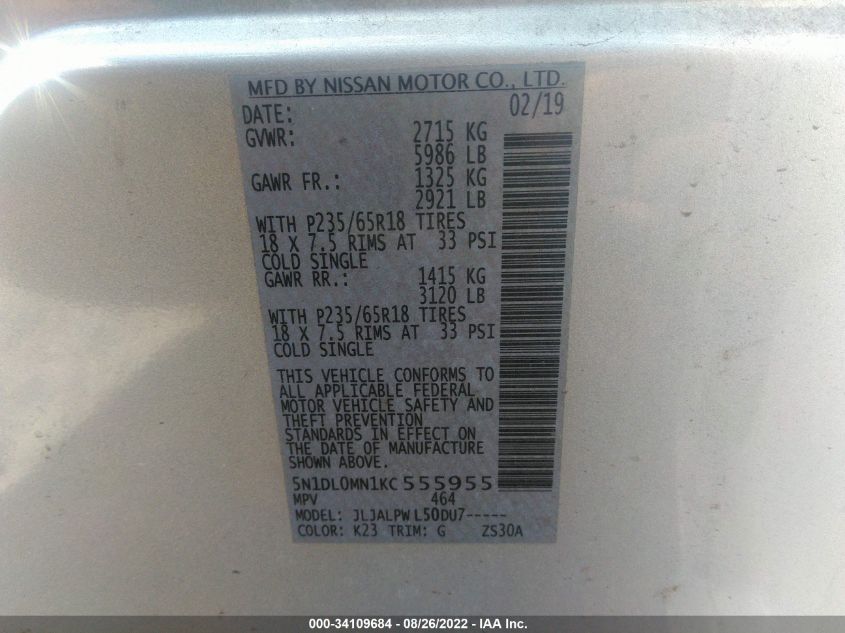 MFD BY NISSAN MOTOR CO., LTD.
DATE: 02/19
GVWR: 2715 KG
5986 LB
GAWR FR.: 1325 KG
2921 LB
WITH P235/65R18 TIRES
18 X 7.5 RIMS AT 33 PSI
COLD SINGLE
GAWR RR.: 1415 KG
3120 LB
WITH P235/65R18 TIRES
18 X 7.5 RIMS AT 33 PSI
COLD SINGLE
THIS VEHICLE CONFORMS TO
ALL APPLICABLE FEDERAL
MOTOR VEHICLE SAFETY AND
THEFT PREVENTION
STANDARDS IN EFFECT ON
THE DATE OF MANUFACTURE
SHOWN ABOVE.
5N1DL0MN1KC555955
MPV 464
MODEL: JLJALPWL50DU7-----
COLOR: K23 TRIM: G ZS30A
000-34109684 - 08/26/2022 - IAA Inc.